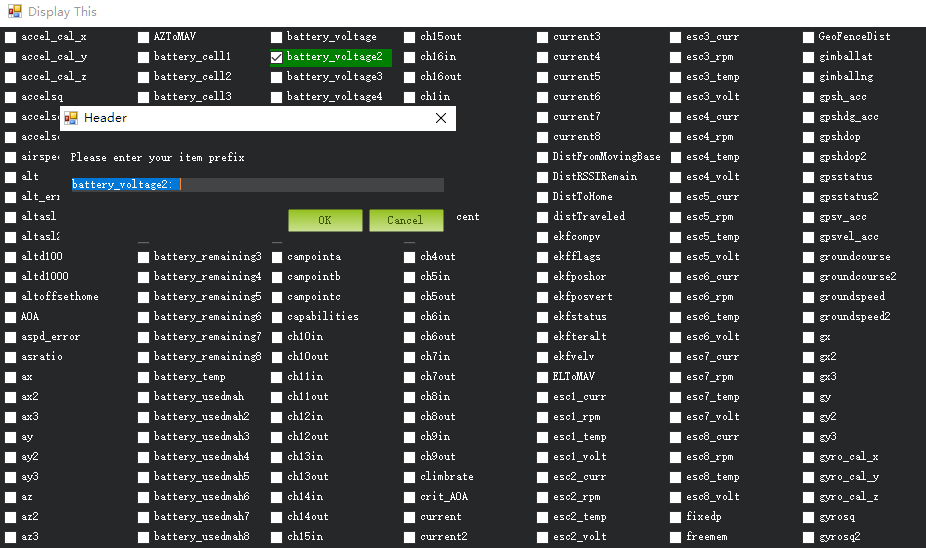 Display This
accel_cal_x AZToMAV battery_voltage ch15out current3 esc3_curr GeoFenceDist
accel_cal_y battery_cell1 battery_voltage2 ch16in current4 esc3_rpm gimballat
accel_cal_z battery_cell2 battery_voltage3 ch16out current5 esc3_temp gimballng
accelsq battery_cell3 battery_voltage4 ch1in current6 esc3_volt gpsh_acc
Header
current7 esc4_curr gpshdg_acc
current8 esc4_rpm gpshdop
Please enter your item prefix
DistFromMovingBase esc4_temp gpshdop2
alt DistRSSIRemain esc4_volt gpsstatus
battery_voltage2:
DistToHome esc5_curr gpsstatus2
altasl OK Cancel cent distTraveled esc5_rpm gpsv_acc
altasl2 ekfcompv esc5_temp gpsvel_acc
altd100 battery_remaining3 campointa ch4out ekfflags esc5_volt groundcourse
altd1000 battery_remaining4 campointb ch5in ekfposhor esc6_curr groundcourse2
altoffsethome battery_remaining5 campointc ch5out ekfposvert esc6_rpm groundspeed
AOA battery_remaining6 capabilities ch6in ekfstatus esc6_temp groundspeed2
aspd_error battery_remaining7 ch10in ch6out ekfteralt esc6_volt gx
asratio battery_remaining8 ch10out ch7in ekfvelv esc7_curr gx2
ax battery_temp ch11in ch7out ELToMAV esc7_rpm gx3
ax2 battery_usedmah ch11out ch8in esc1_curr esc7_temp gy
ax3 battery_usedmah2 ch12in ch8out esc1_rpm esc7_volt gy2
ay battery_usedmah3 ch12out ch9in esc1_temp esc8_curr gy3
ay2 battery_usedmah4 ch13in ch9out esc1_volt esc8_rpm gyro_cal_x
ay3 battery_usedmah5 ch13out climbrate esc2_curr esc8_temp gyro_cal_y
az battery_usedmah6 ch14in crit_AOA esc2_rpm esc8_volt gyro_cal_z
az2 battery_usedmah7 ch14out current esc2_temp fixedp gyrosq
az3 battery_usedmah8 ch15in current2 esc2_volt freemem gyrosq2